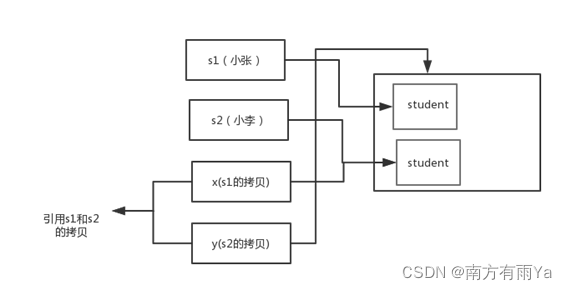 s1（小张）
student
s2（小李）
student
x(s1的拷贝)
引用s1和s2
的拷贝
y(s2的拷贝)
CSDN @南方有雨Ya